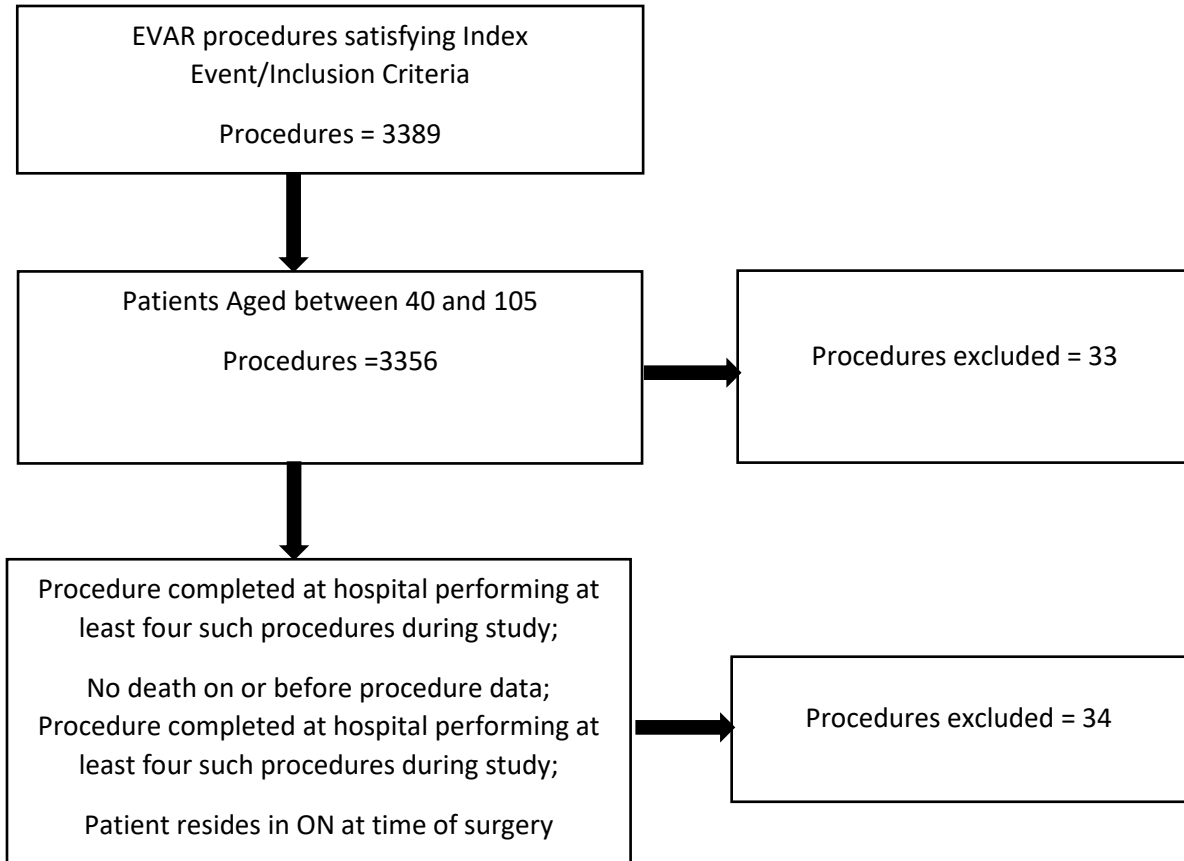 EVAR procedures satisfying Index
Event/Inclusion Criteria
Procedures = 3389
Patients Aged between 40 and 105
Procedures =3356
Procedures excluded = 33
Procedure completed at hospital performing at
least four such procedures during study;
No death on or before procedure data;
Procedure completed at hospital performing at
least four such procedures during study;
Patient resides in ON at time of surgery
Procedures excluded = 34